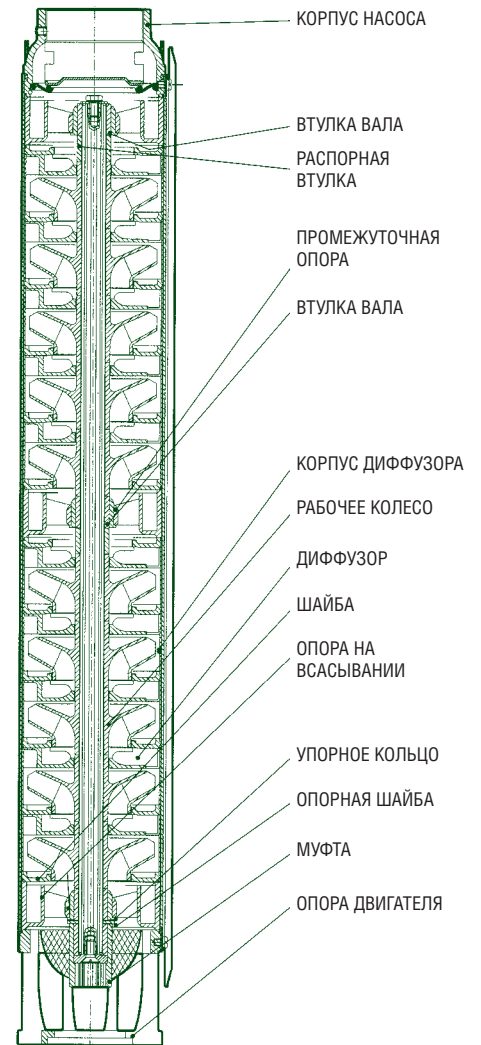 КОРПУС НАСОСА
ВТУЛКА ВАЛА
РАСПОРНАЯ
ВТУЛКА
ПРОМЕЖУТОЧНАЯ
ОПОРА
ВТУЛКА ВАЛА
КОРПУС ДИФФУЗОРА
РАБОЧЕЕ КОЛЕСО
ДИФФУЗОР
ШАЙБА
ОПОРА НА
ВСАСЫВАНИИ
УПОРНОЕ КОЛЬЦО
ОПОРНАЯ ШАЙБА
МУФТА
ОПОРА ДВИГАТЕЛЯ